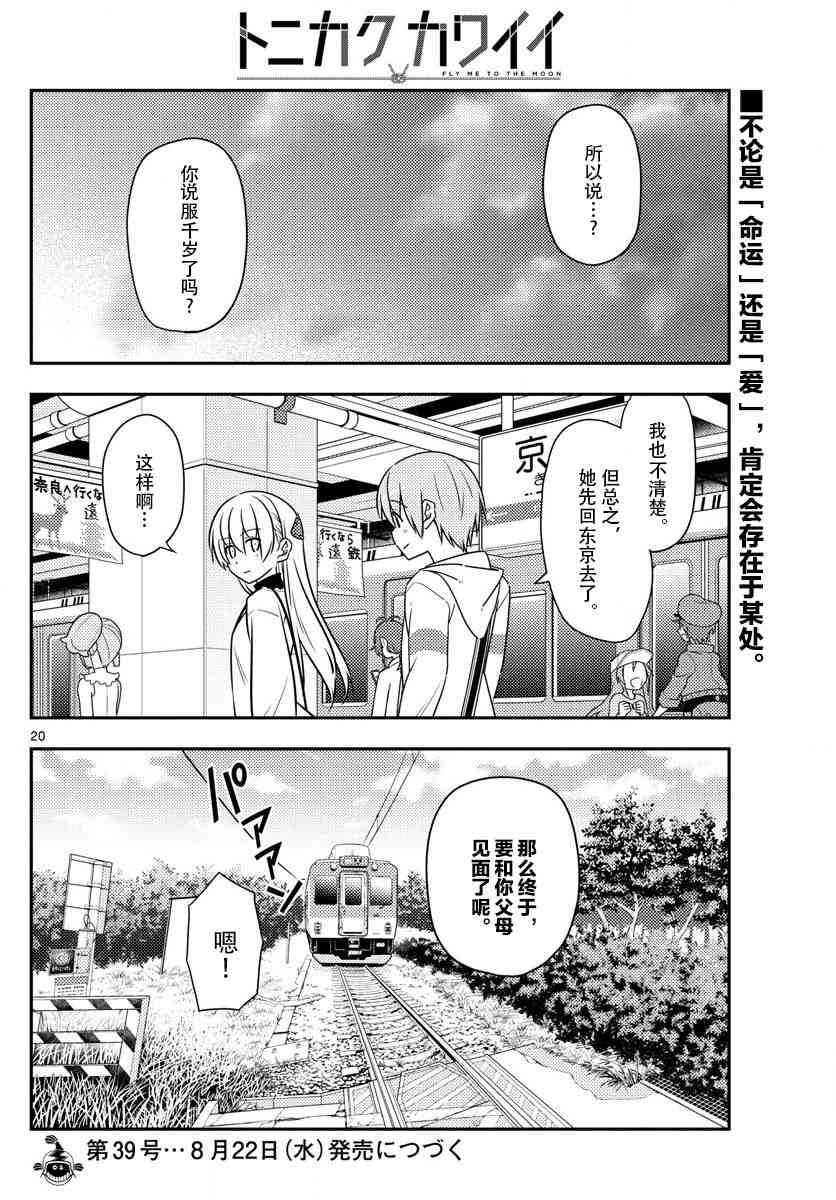 トニカクカワイイ
FLY ME TO THE MOON
■不论是「命运」还是「爱」，肯定会存在于某处。
所以说…?
你说服千岁了吗?
京
我也不清楚。
但总之，
她先回东京去了。
这样啊…
奈良へ行くな
遠
行くなら
遠鉄
20
パァァァン
那么终于，
要和你父母
见面了呢。
嗯!
第39号…8月22日(水)発売につづく